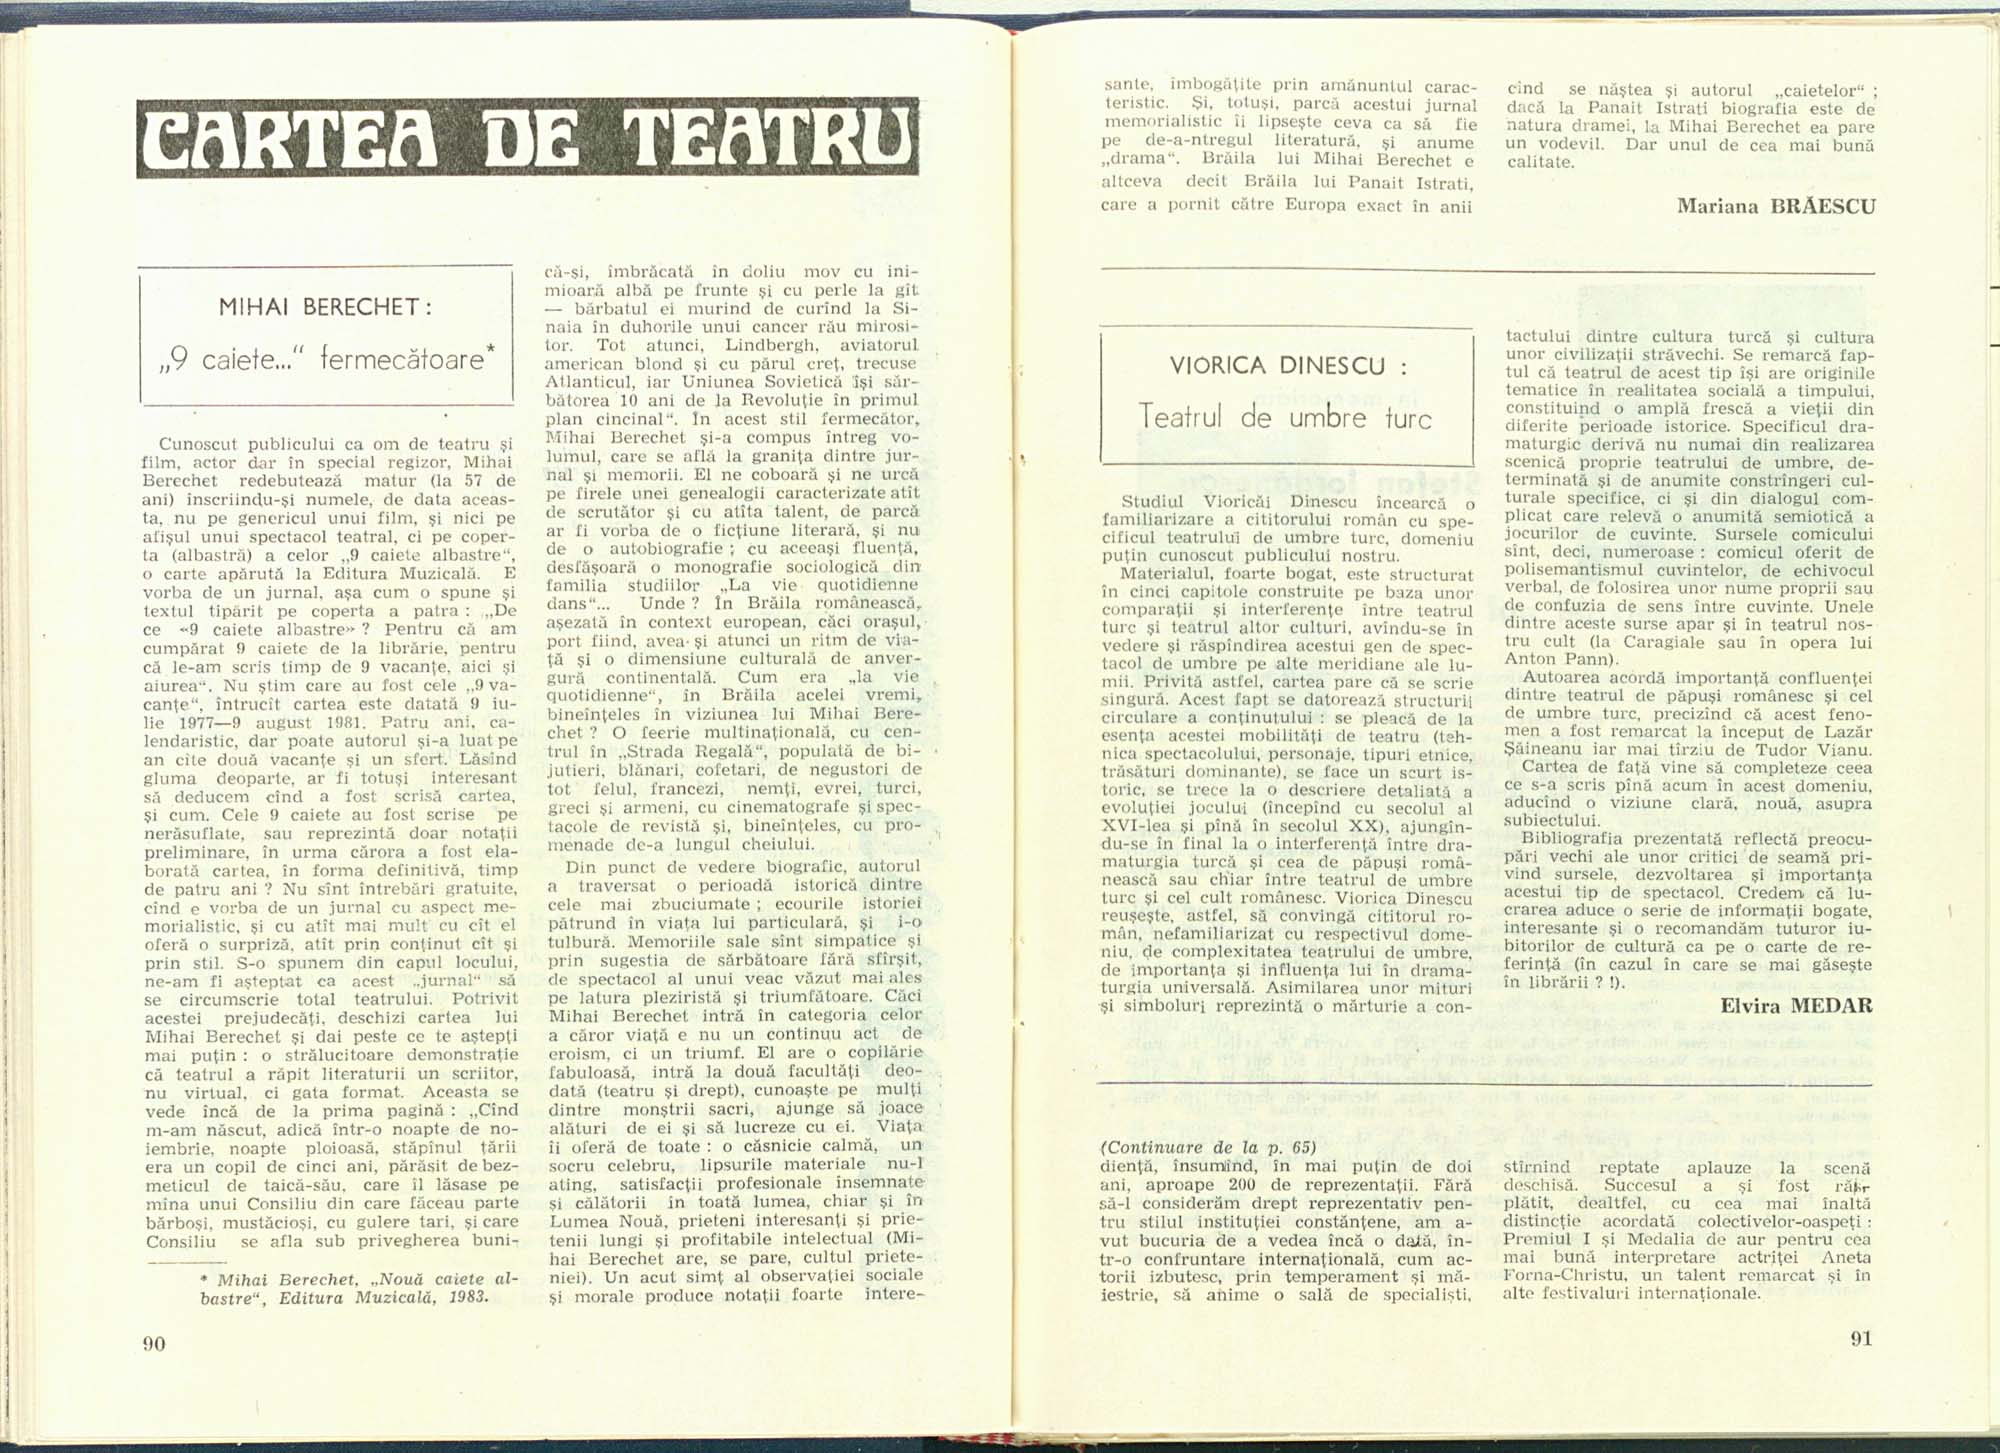 CARTEA DE TEATRU
MIHAI BERECHET:
„9 caiete..." fermecătoare*
Cunoscut publicului ca om de teatru și
film, actor dar în special regizor, Mihai
Berechet redebutează matur (la 57 de
ani) înscriindu-și numele, de data aceas-
ta, nu pe genericul unui film, și nici pe
afișul unui spectacol teatral, ci pe coper-
ta (albastră) a celor „9 caiete albastre",
o carte apărută la Editura Muzicală. E
vorba de un jurnal, așa cum o spune și
textul tipărit pe coperta a patra : „De
ce «9 caiete albastre» ? Pentru că am
cumpărat 9 caiete de la librărie, pentru
că le-am scris timp de 9 vacanțe, aici și
aiurea". Nu știm care au fost cele „9 va-
canțe", întrucît cartea este datată 9 iu-
lie 1977—9 august 1981. Patru ani, ca-
lendaristic, dar poate autorul și-a luat pe
an cîte două vacanțe și un sfert. Lăsînd
gluma deoparte, ar fi totuși interesant
să deducem cînd a fost scrisă cartea,
și cum. Cele 9 caiete au fost scrise pe
nerăsuflate, sau reprezintă doar notații
preliminare, în urma cărora a fost ela-
borată cartea, în forma definitivă, timp
de patru ani ? Nu sînt întrebări gratuite,
cînd e vorba de un jurnal cu aspect me-
morialistic, și cu atît mai mult cu cît el
oferă o surpriză, atît prin conținut cît și
prin stil. S-o spunem din capul locului,
ne-am fi așteptat ca acest „jurnal" să
se circumscrie total teatrului. Potrivit
acestei prejudecăți, deschizi cartea lui
Mihai Berechet și dai peste ce te aștepți
mai puțin : o strălucitoare demonstrație
că teatrul a răpit literaturii un scriitor,
nu virtual, ci gata format. Aceasta se
vede încă de la prima pagină : „Cînd
m-am născut, adică într-o noapte de no-
iembrie, noapte ploioasă, stăpînul țării
era un copil de cinci ani, părăsit de bez-
meticul de taică-său, care îl lăsase pe
mîna unui Consiliu din care făceau parte
bărboși, mustăcioși, cu gulere tari, și care
Consiliu se afla sub privegherea buni-
* Mihai Berechet, „Nouă caiete al-
bastre", Editura Muzicală, 1983.
90
că-și, îmbrăcată în doliu mov cu ini-
mioară albă pe frunte și cu perle la gît
— bărbatul ei murind de curînd la Si-
naia în duhorile unui cancer rău mirosi-
tor. Tot atunci, Lindbergh, aviatorul
american blond și cu părul creț, trecuse
Atlanticul, iar Uniunea Sovietică își săr-
bătorea 10 ani de la Revoluție în primul
plan cincinal". În acest stil fermecător,
Mihai Berechet și-a compus întreg vo-
lumul, care se află la granița dintre jur-
nal și memorii. El ne coboară și ne urcă
pe firele unei genealogii caracterizate atît
de scrutător și cu atîta talent, de parcă
ar fi vorba de o ficțiune literară, și nu
de o autobiografie ; cu aceeași fluență,
desfășoară o monografie sociologică din
familia studiilor „La vie quotidienne
dans"... Unde ? În Brăila românească,
așezată în context european, căci orașul,
port fiind, avea și atunci un ritm de via-
ță și o dimensiune culturală de anver-
gură continentală. Cum era „la vie
quotidienne", în Brăila acelei vremi,
bineînțeles în viziunea lui Mihai Bere-
chet ? O feerie multinațională, cu cen-
trul în „Strada Regală", populată de bi-
jutieri, blănari, cofetari, de negustori de
tot felul, francezi, nemți, evrei, turci,
greci și armeni, cu cinematografe și spec-
tacole de revistă și, bineînțeles, cu pro-
menade de-a lungul cheiului.
Din punct de vedere biografic, autorul
a traversat o perioadă istorică dintre
cele mai zbuciumate ; ecourile istoriei
pătrund în viața lui particulară, și i-o
tulbură. Memoriile sale sînt simpatice și
prin sugestia de sărbătoare fără sfîrșit,
de spectacol al unui veac văzut mai ales
pe latura pleziristă și triumfătoare. Căci
Mihai Berechet intră în categoria celor
a căror viață e nu un continuu act de
eroism, ci un triumf. El are o copilărie
fabuloasă, intră la două facultăți deo-
dată (teatru și drept), cunoaște pe mulți
dintre monștrii sacri, ajunge să joace
alături de ei și să lucreze cu ei. Viața
îi oferă de toate : o căsnicie calmă, un
socru celebru, lipsurile materiale nu-l
ating, satisfacții profesionale însemnate
și călătorii în toată lumea, chiar și în
Lumea Nouă, prieteni interesanți și prie-
tenii lungi și profitabile intelectual (Mi-
hai Berechet are, se pare, cultul priete-
niei). Un acut simț al observației sociale
și morale produce notații foarte intere-
sante, îmbogățite prin amănuntul carac-
teristic. Și, totuși, parcă acestui jurnal
memorialistic îi lipsește ceva ca să fie
pe de-a-ntregul literatură, și anume
„drama". Brăila lui Mihai Berechet e
altceva decît Brăila lui Panait Istrati,
care a pornit către Europa exact în anii
cînd se năștea și autorul „caietelor" ;
dacă la Panait Istrati biografia este de
natura dramei, la Mihai Berechet ea pare
un vodevil. Dar unul de cea mai bună
calitate.
Mariana BRĂESCU
VIORICA DINESCU :
Teatrul de umbre turc
Studiul Vioricăi Dinescu încearcă o
familiarizare a cititorului român cu spe-
cificul teatrului de umbre turc, domeniu
puțin cunoscut publicului nostru.
Materialul, foarte bogat, este structurat
în cinci capitole construite pe baza unor
comparații și interferențe între teatrul
turc și teatrul altor culturi, avîndu-se în
vedere și răspîndirea acestui gen de spec-
tacol de umbre pe alte meridiane ale lu-
mii. Privită astfel, cartea pare că se scrie
singură. Acest fapt se datorează structurii
circulare a conținutului : se pleacă de la
esența acestei mobilități de teatru (teh-
nica spectacolului, personaje, tipuri etnice,
trăsături dominante), se face un scurt is-
toric, se trece la o descriere detaliată a
evoluției jocului (începînd cu secolul al
XVI-lea și pînă în secolul XX), ajungîn-
du-se în final la o interferență între dra-
maturgia turcă și cea de păpuși româ-
nească sau chiar între teatrul de umbre
turc și cel cult românesc. Viorica Dinescu
reușește, astfel, să convingă cititorul ro-
mân, nefamiliarizat cu respectivul dome-
niu, de complexitatea teatrului de umbre,
de importanța și influența lui în drama-
turgia universală. Asimilarea unor mituri
și simboluri reprezintă o mărturie a con-
tactului dintre cultura turcă și cultura
unor civilizații străvechi. Se remarcă fap-
tul că teatrul de acest tip își are originile
tematice în realitatea socială a timpului,
constituind o amplă frescă a vieții din
diferite perioade istorice. Specificul dra-
maturgic derivă nu numai din realizarea
scenică proprie teatrului de umbre, de-
terminată și de anumite constrîngeri cul-
turale specifice, ci și din dialogul com-
plicat care relevă o anumită semiotică a
jocurilor de cuvinte. Sursele comicului
sînt, deci, numeroase : comicul oferit de
polisemantismul cuvintelor, de echivocul
verbal, de folosirea unor nume proprii sau
de confuzia de sens între cuvinte. Unele
dintre aceste surse apar și în teatrul nos-
tru cult (la Caragiale sau în opera lui
Anton Pann).
Autoarea acordă importanță confluenței
dintre teatrul de păpuși românesc și cel
de umbre turc, precizînd că acest feno-
men a fost remarcat la început de Lazăr
Șăineanu iar mai tîrziu de Tudor Vianu.
Cartea de față vine să completeze ceea
ce s-a scris pînă acum în acest domeniu,
aducînd o viziune clară, nouă, asupra
subiectului.
Bibliografia prezentată reflectă preocu-
pări vechi ale unor critici de seamă pri-
vind sursele, dezvoltarea și importanța
acestui tip de spectacol. Credem că lu-
crarea aduce o serie de informații bogate,
interesante și o recomandăm tuturor iu-
bitorilor de cultură ca pe o carte de re-
ferință (în cazul în care se mai găsește
în librării ? !).
Elvira MEDAR
(Continuare de la p. 65)
diență, însumînd, în mai puțin de doi
ani, aproape 200 de reprezentații. Fără
să-l considerăm drept reprezentativ pen-
tru stilul instituției constănțene, am a-
vut bucuria de a vedea încă o dată, în-
tr-o confruntare internațională, cum ac-
torii izbutesc, prin temperament și mă-
iestrie, să anime o sală de specialiști,
stîrnind reptate aplauze la scenă
deschisă. Succesul a și fost răs-
plătit, dealtfel, cu cea mai înaltă
distincție acordată colectivelor-oaspeți :
Premiul I și Medalia de aur pentru cea
mai bună interpretare actriței Aneta
Forna-Christu, un talent remarcat și în
alte festivaluri internaționale.
91